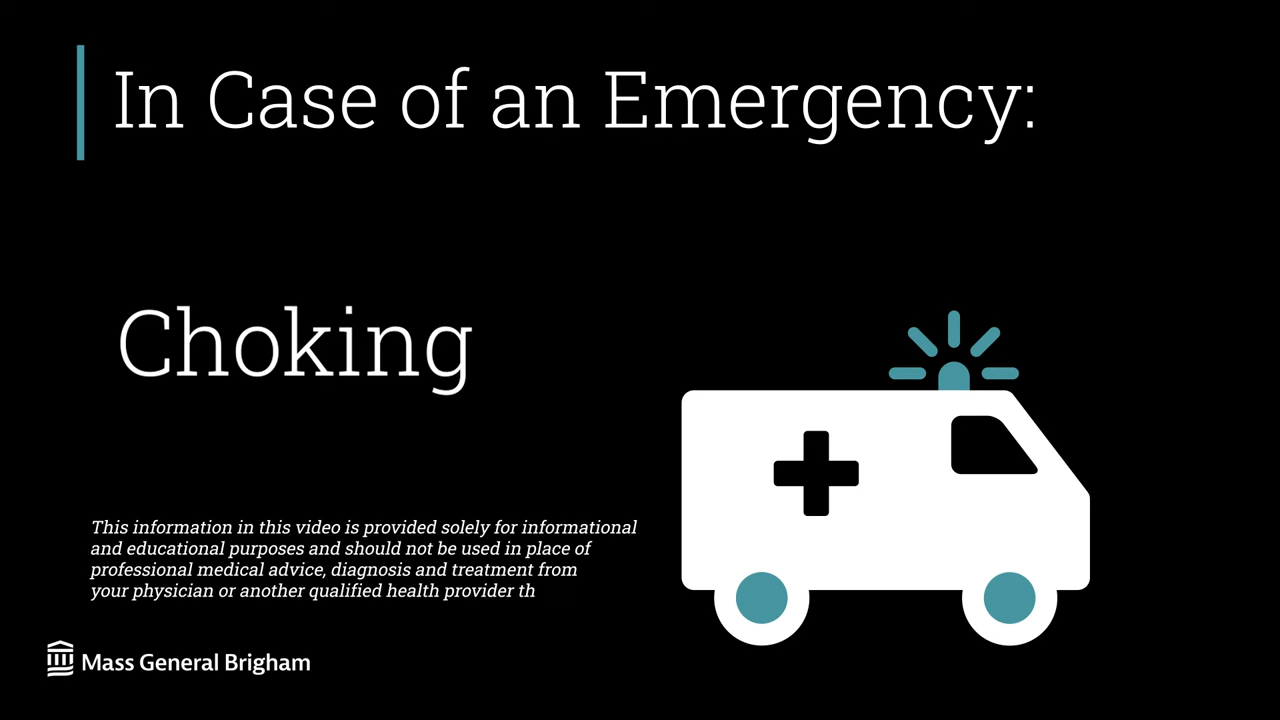 In Case of an Emergency:
Choking
This information in this video is provided solely for informational
and educational purposes and should not be used in place of
professional medical advice, diagnosis and treatment from
your physician or another qualified health provider th
Mass General Brigham